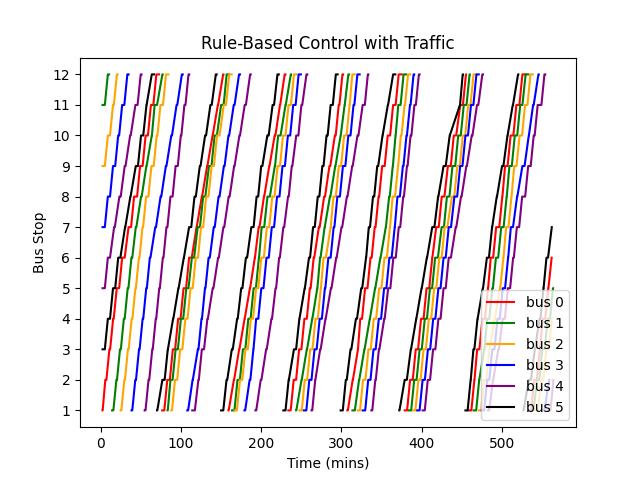 Rule-Based Control with Traffic
Bus Stop
12
11
10
9
8
7
6
5
4
3
2
1
0 100 200 300 400 500
Time (mins)
bus 0
bus 1
bus 2
bus 3
bus 4
bus 5